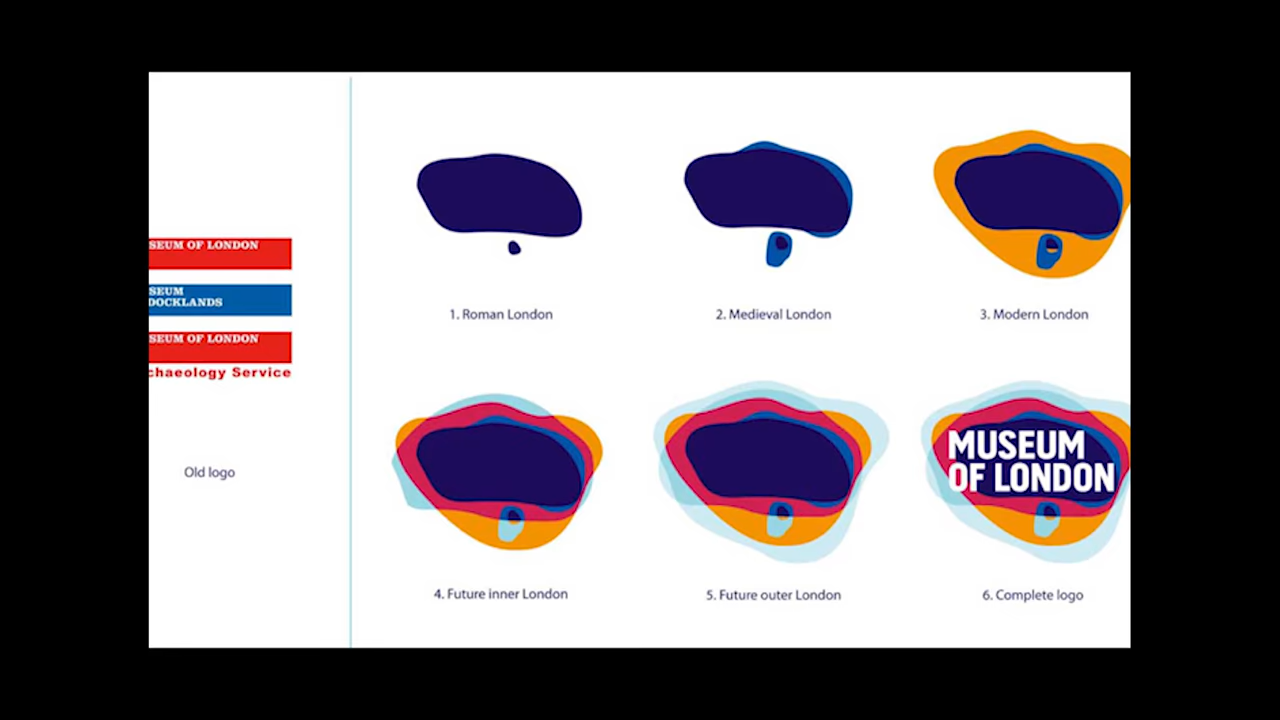 SEUM OF LONDON
SEUM
DOCKLANDS
SEUM OF LONDON
chaeology Service
Old logo
1. Roman London
2. Medieval London
3. Modern London
4. Future inner London
5. Future outer London
MUSEUM
OF LONDON
6. Complete logo